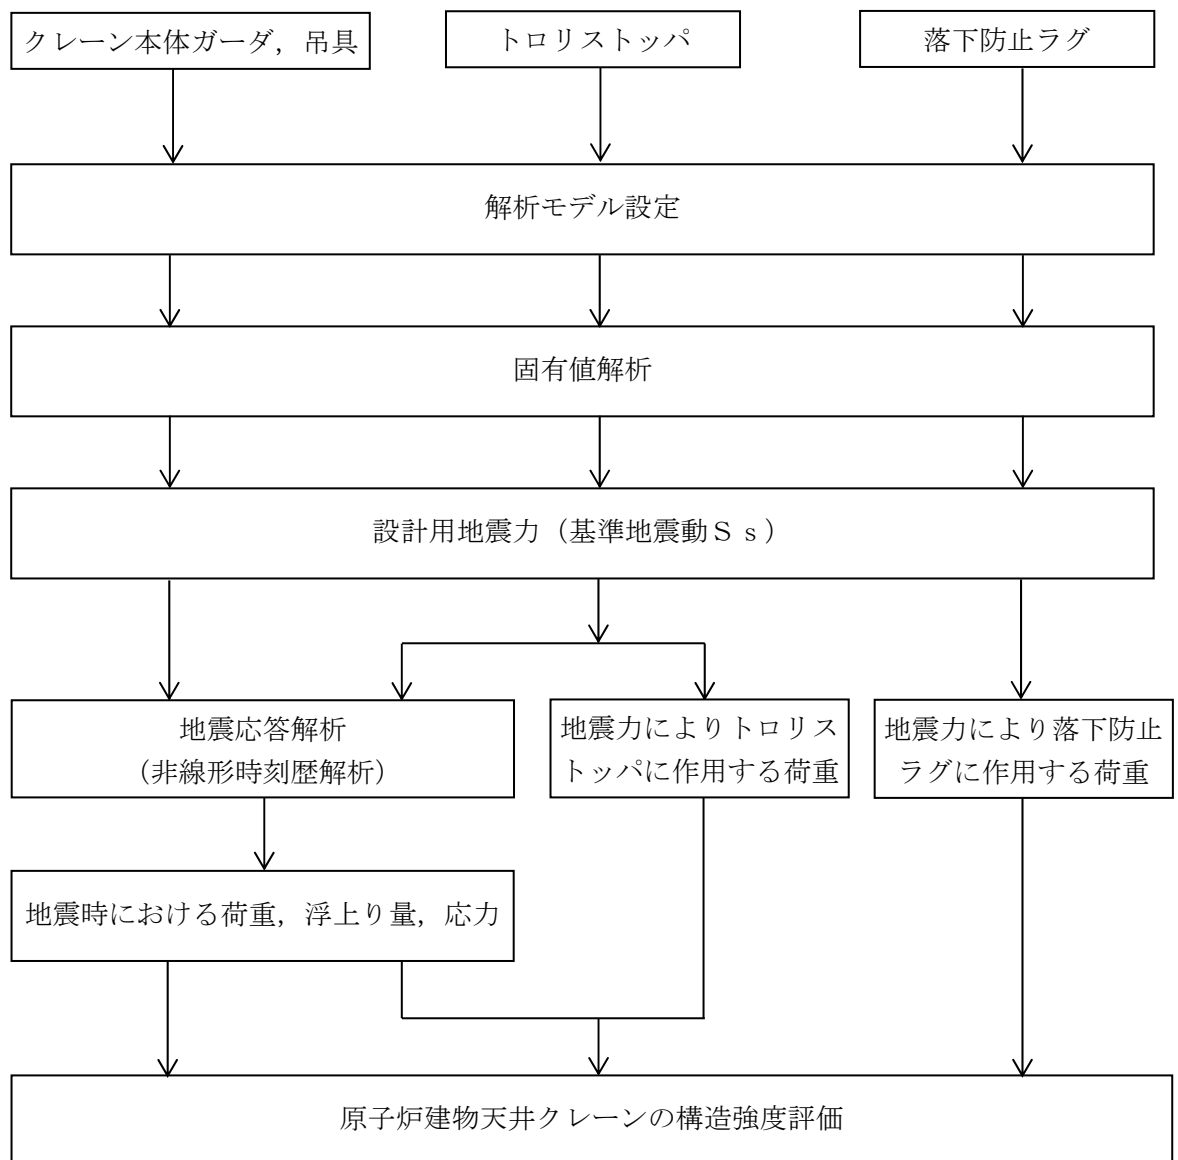 クレーン本体ガーダ，吊具
トロリストッパ
落下防止ラグ
解析モデル設定
固有値解析
設計用地震力（基準地震動Ｓｓ）
地震応答解析
（非線形時刻歴解析）
地震力によりトロリス
トッパに作用する荷重
地震力により落下防止
ラグに作用する荷重
地震時における荷重，浮上り量，応力
原子炉建物天井クレーンの構造強度評価